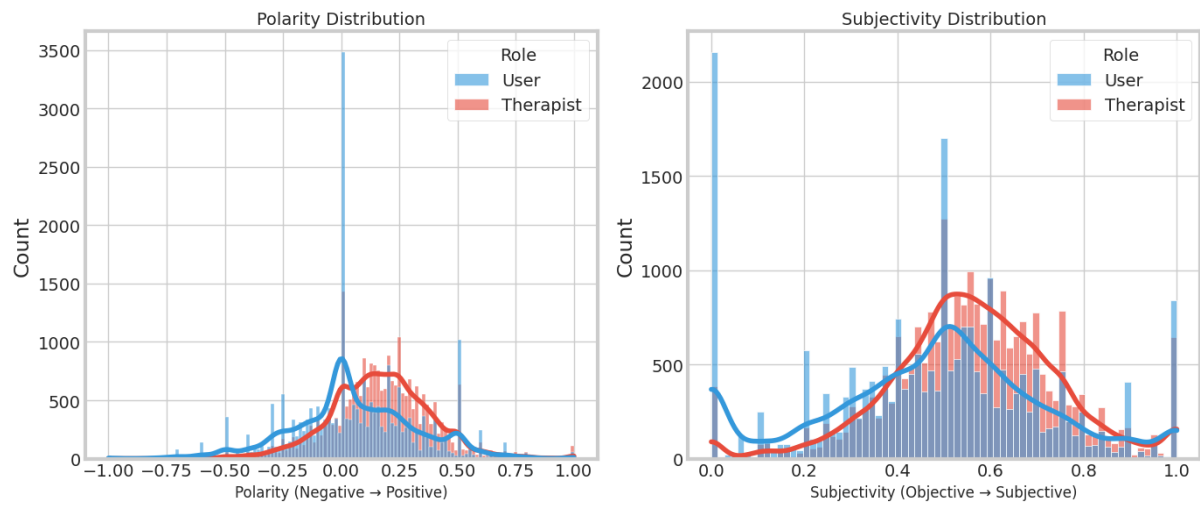 Polarity Distribution
3500
3000
2500
2000
1500
1000
500
0
Count
Role
User
Therapist
−1.00 −0.75 −0.50 −0.25 0.00 0.25 0.50 0.75 1.00
Polarity (Negative → Positive)
Subjectivity Distribution
2000
1500
1000
500
0
Count
Role
User
Therapist
0.0 0.2 0.4 0.6 0.8 1.0
Subjectivity (Objective → Subjective)